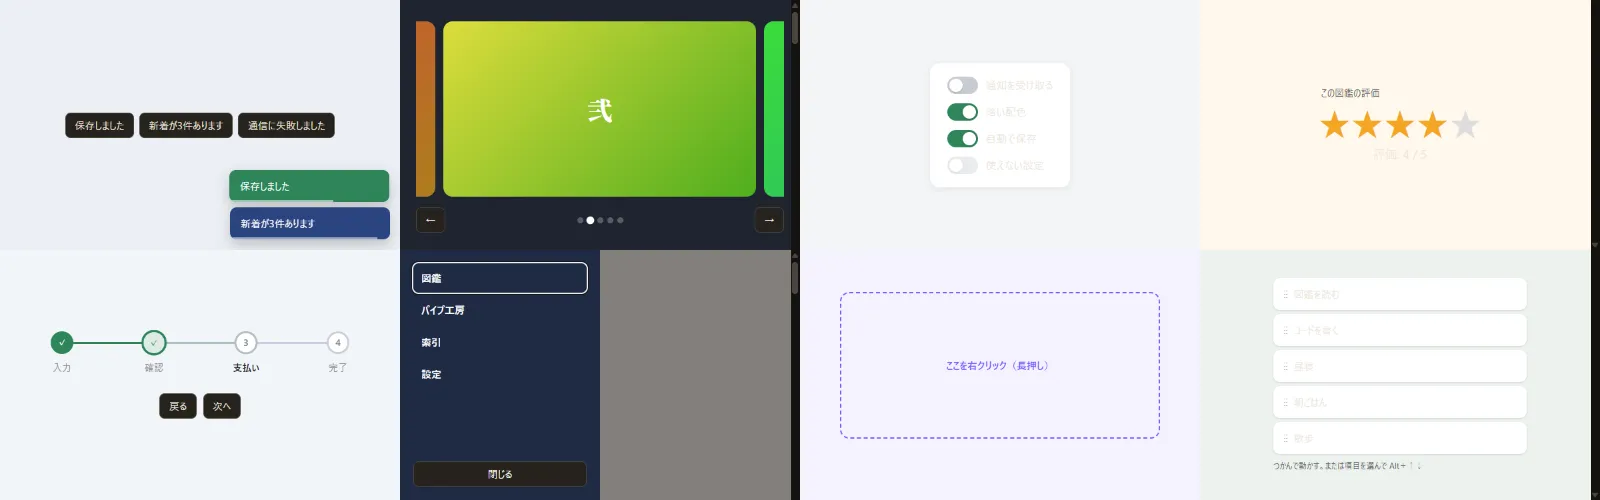 保存しました
新着が3件あります
通信に失敗しました
保存しました
新着が3件あります
弐
←
→
通知を受け取る
暗い配色
自動で保存
使えない設定
この図鑑の評価
★★★★★
評価: 4 / 5
✓
✓
3
4
入力
確認
支払い
完了
戻る
次へ
図鑑
パイプ工房
索引
設定
閉じる
ここを右クリック（長押し）
図鑑を読む
コードを書く
昼ごはん
散歩
つかんで動かす。または項目を選んで Alt+↑↓